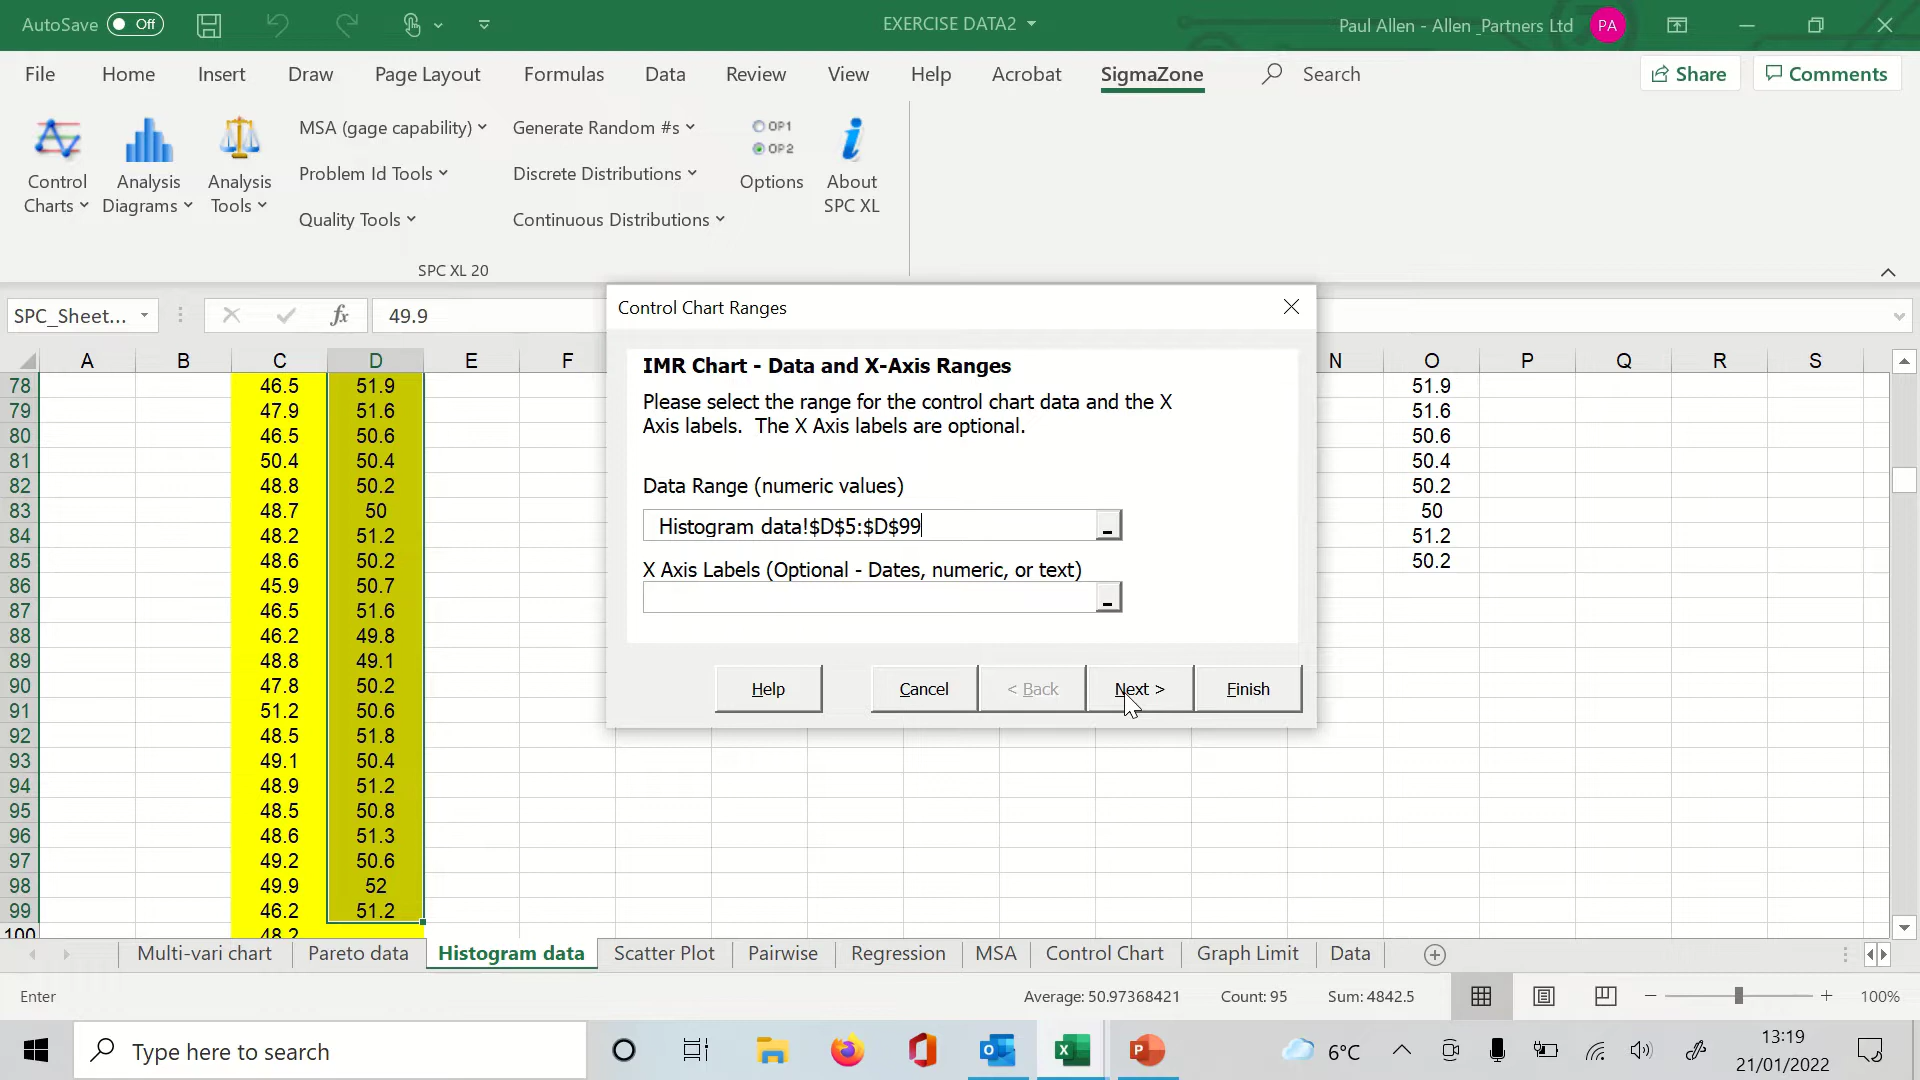 AutoSave Off EXERCISE DATA2 Paul Allen - Allen _Partners Ltd PA
File Home Insert Draw Page Layout Formulas Data Review View Help Acrobat SigmaZone Search Share Comments
Control Charts
Analysis Diagrams
Analysis Tools
MSA (gage capability)
Problem Id Tools
Quality Tools
Generate Random #s
Discrete Distributions
Continuous Distributions
OP1
OP2
Options
About SPC XL
SPC XL 20
SPC_Sheet... fx 49.9
Control Chart Ranges
IMR Chart - Data and X-Axis Ranges
Please select the range for the control chart data and the X
Axis labels. The X Axis labels are optional.
Data Range (numeric values)
Histogram data!$D$5:$D$99
X Axis Labels (Optional - Dates, numeric, or text)
Help Cancel < Back Next > Finish
A B C D E F N O P Q R S
78 46.5 51.9 51.9
79 47.9 51.6 51.6
80 46.5 50.6 50.6
81 50.4 50.4 50.4
82 48.8 50.2 50.2
83 48.7 50 50
84 48.2 51.2 51.2
85 48.6 50.2 50.2
86 45.9 50.7
87 46.5 51.6
88 46.2 49.8
89 48.8 49.1
90 47.8 50.2
91 51.2 50.6
92 48.5 51.8
93 49.1 50.4
94 48.9 51.2
95 48.5 50.8
96 48.6 51.3
97 49.2 50.6
98 49.9 52
99 46.2 51.2
100 48.2
Multi-vari chart Pareto data Histogram data Scatter Plot Pairwise Regression MSA Control Chart Graph Limit Data
Enter Average: 50.97368421 Count: 95 Sum: 4842.5 100%
Type here to search 6°C 13:19
21/01/2022